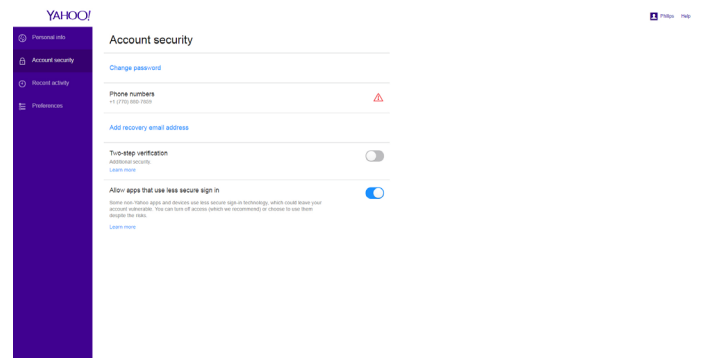 YAHOO!
Philips Help
Personal info
Account security
Recent activity
Preferences
Account security
Change password
Phone numbers
Add recovery email address
Two-step verification
Additional security.
Learn more
Allow apps that use less secure sign in
Some non-Yahoo apps and devices use less secure sign-in technology, which could leave your
account vulnerable. You can turn off access (which we recommend) or choose to use them
despite the risks.
Learn more